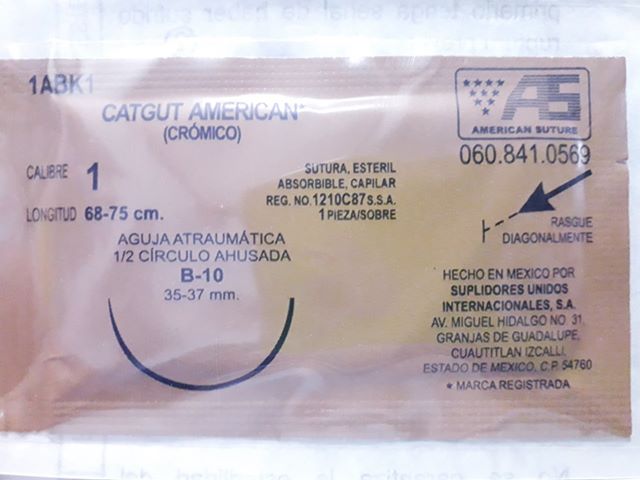 1ABK1
CATGUT AMERICAN*
(CRÓMICO)
AS
AMERICAN SUTURE
060.841.0569
CALIBRE 1
LONGITUD 68-75 cm.
SUTURA, ESTERIL
ABSORBIBLE, CAPILAR
REG. NO.1210C87S.S.A.
1 PIEZA/SOBRE
RASGUE
DIAGONALMENTE
AGUJA ATRAUMÁTICA
1/2 CÍRCULO AHUSADA
B-10
35-37 mm.
HECHO EN MEXICO POR
SUPLIDORES UNIDOS
INTERNACIONALES, S.A.
AV. MIGUEL HIDALGO NO 31,
GRANJAS DE GUADALUPE,
CUAUTITLAN IZCALLI,
ESTADO DE MEXICO, C.P. 54760
* MARCA REGISTRADA